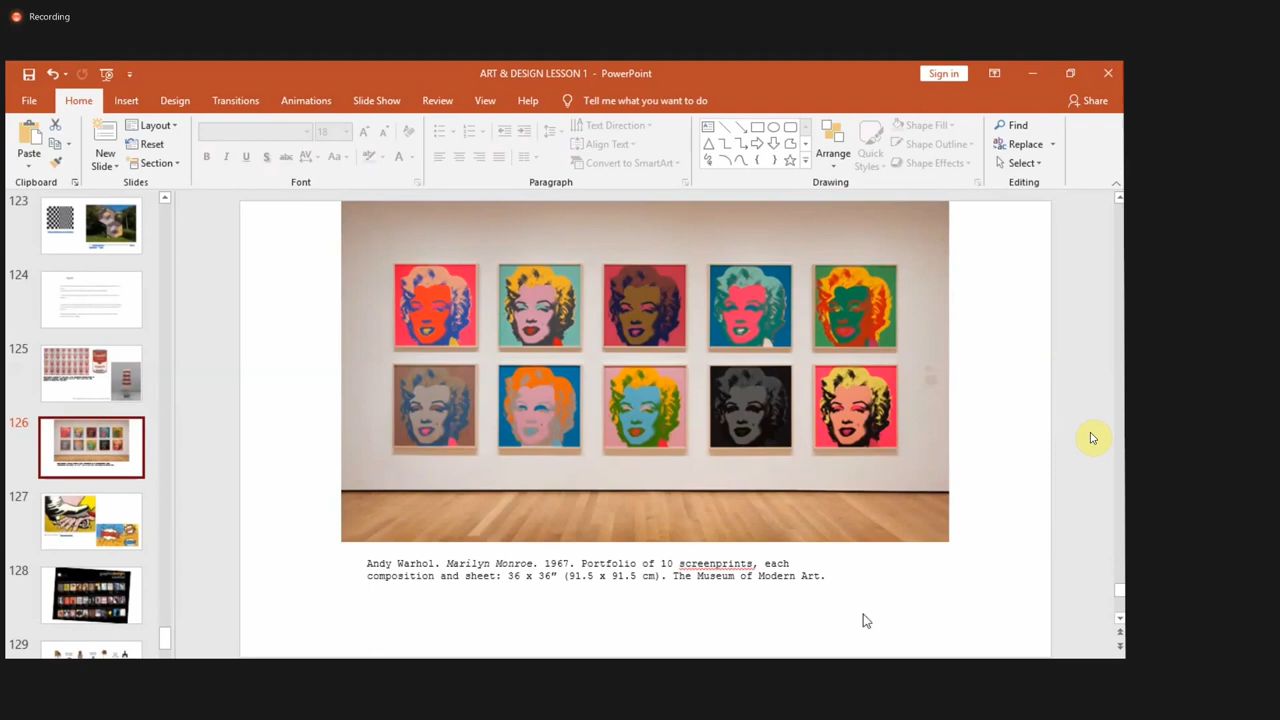 Recording
ART & DESIGN LESSON 1 - PowerPoint
Sign in
File
Home
Insert
Design
Transitions
Animations
Slide Show
Review
View
Help
Tell me what you want to do
Share
Paste
New
Slide
Layout
Reset
Section
18
B I U S abc AV Aa A
Text Direction
Align Text
Convert to SmartArt
Arrange
Quick
Styles
Shape Fill
Shape Outline
Shape Effects
Find
Replace
Select
Clipboard
Slides
Font
Paragraph
Drawing
Editing
123
124
125
126
127
128
129
Andy Warhol. Marilyn Monroe. 1967. Portfolio of 10 screenprints, each
composition and sheet: 36 x 36” (91.5 x 91.5 cm). The Museum of Modern Art.